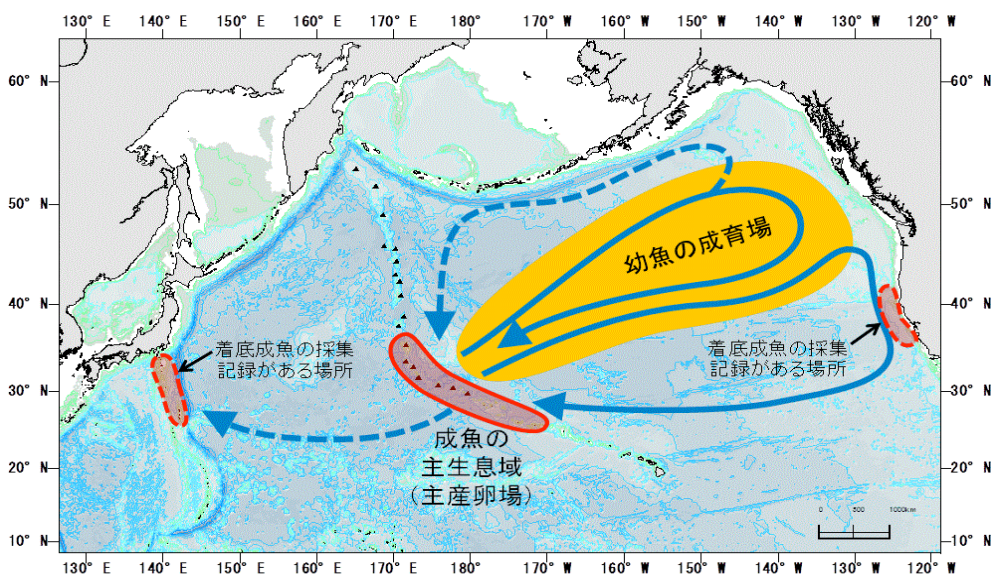 130° E 140° E 150° E 160° E 170° E 180° W 170° W 160° W 150° W 140° W 130° W 120° W
60° N 60° N
50° N 50° N
幼魚の成育場
40° N 40° N
着底成魚の採集
記録がある場所
着底成魚の採集
記録がある場所
30° N 30° N
成魚の
主生息域
(主産卵場)
20° N 20° N
0 500 1000km
10° N 10° N
130° E 140° E 150° E 160° E 170° E 180° W 170° W 160° W 150° W 140° W 130° W 120° W